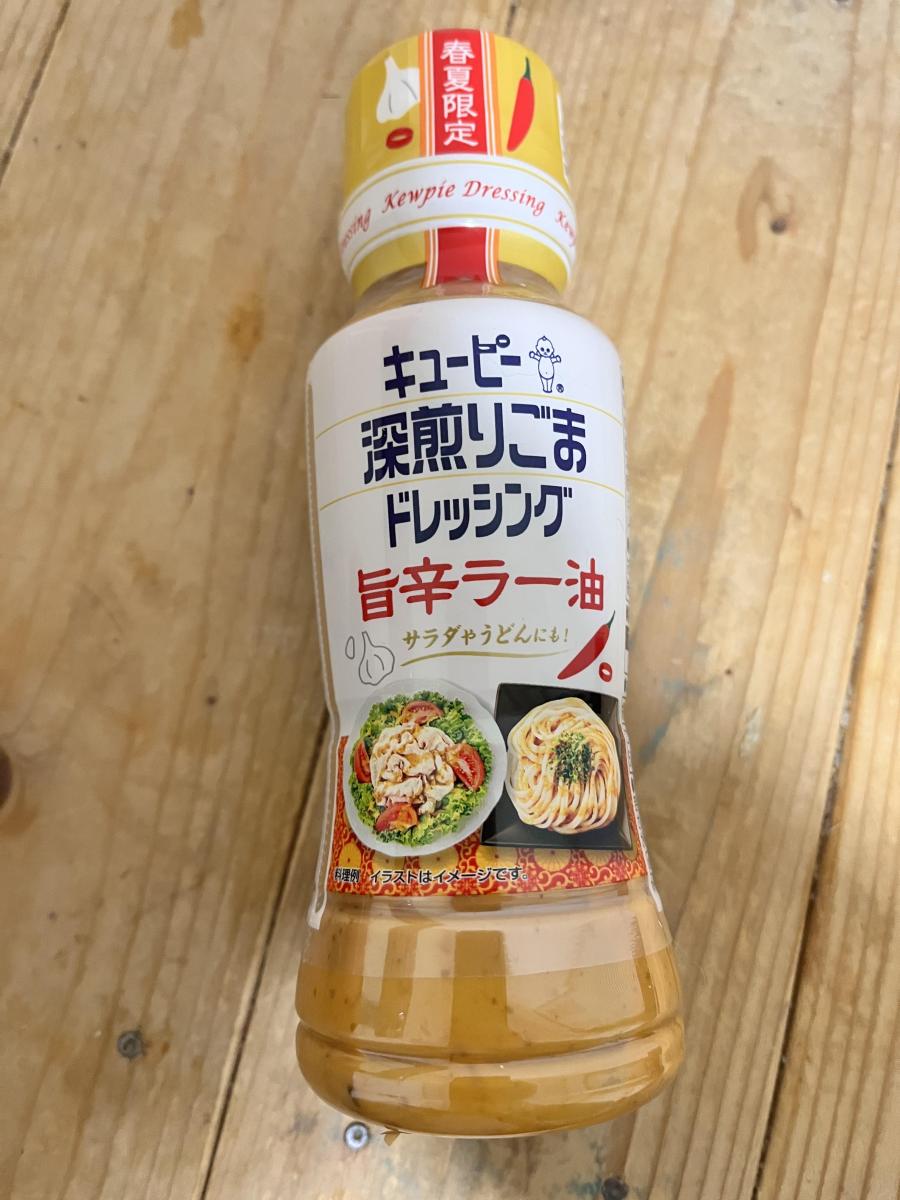 春夏限定
Kewpie Dressing
キューピー
®
深煎りごま
ドレッシング
旨辛ラー油
サラダやうどんにも!
料理例 イラストはイメージです。